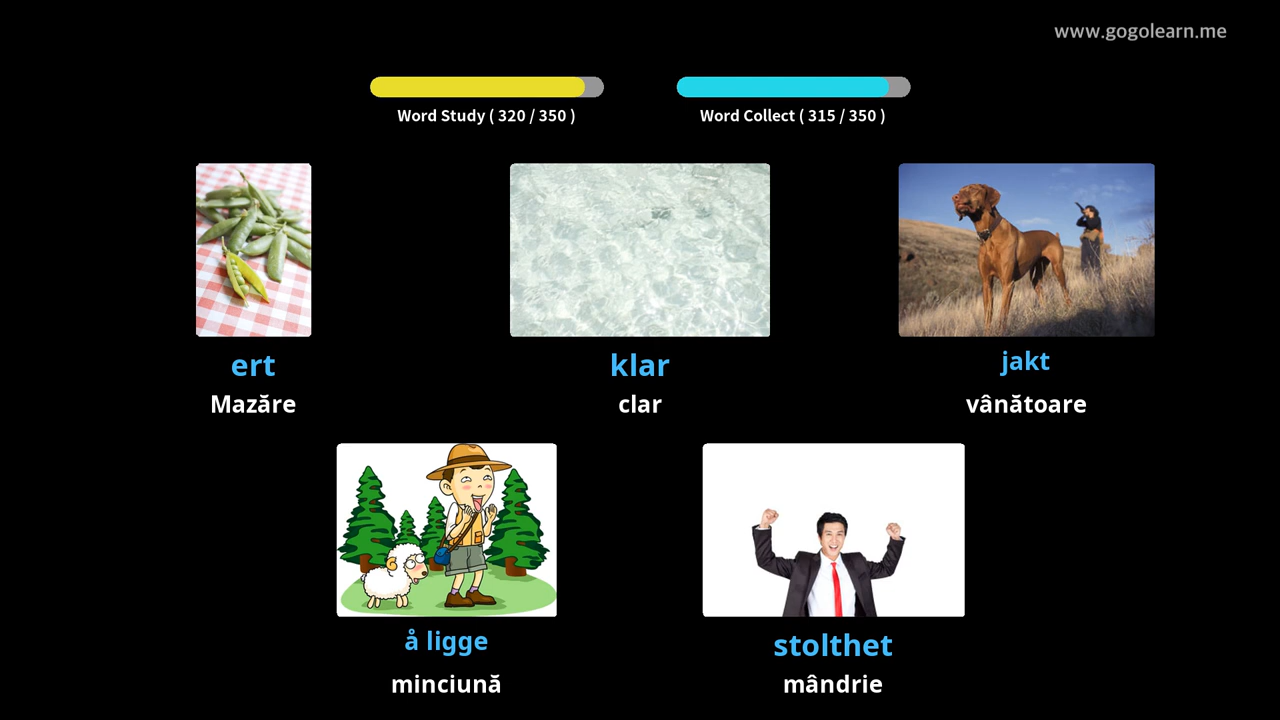 www.gogolearn.me
Word Study ( 320 / 350 )
Word Collect ( 315 / 350 )
ert
Mazăre
klar
clar
jakt
vânătoare
å ligge
minciună
stolthet
mândrie